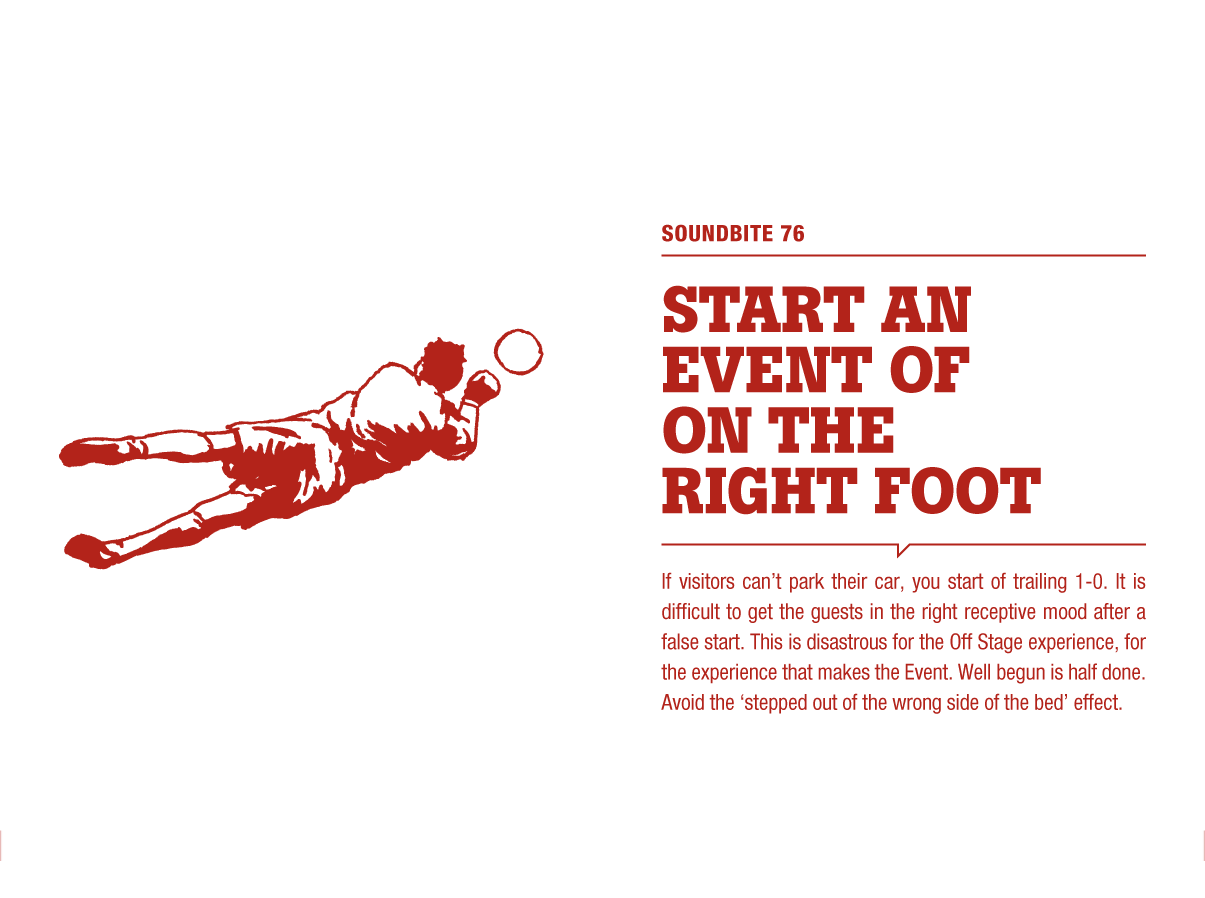 SOUNDBITE 76
START AN
EVENT OF
ON THE
RIGHT FOOT
If visitors can’t park their car, you start of trailing 1-0. It is
difficult to get the guests in the right receptive mood after a
false start. This is disastrous for the Off Stage experience, for
the experience that makes the Event. Well begun is half done.
Avoid the ‘stepped out of the wrong side of the bed’ effect.